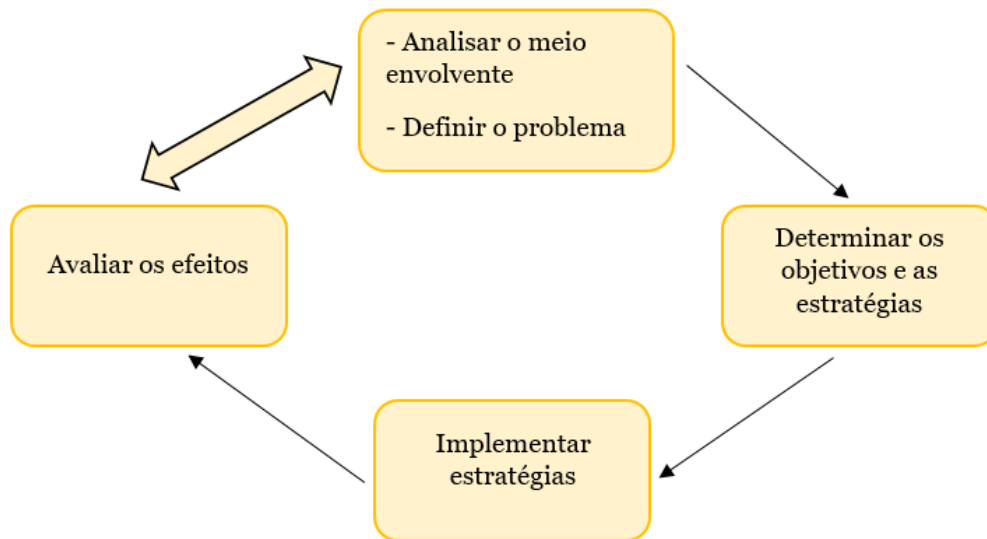 - Analisar o meio
envolvente
- Definir o problema
Determinar os
objetivos e as
estratégias
Implementar
estratégias
Avaliar os efeitos